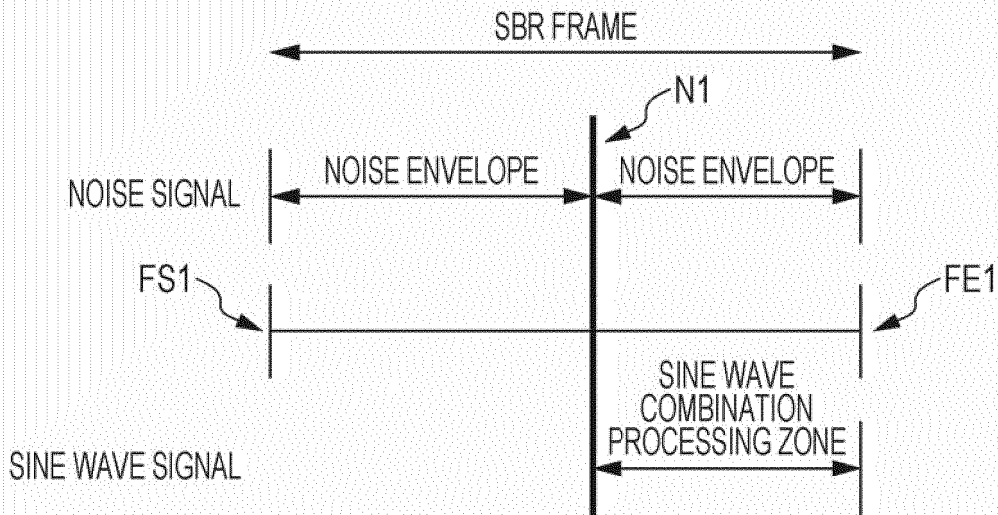 SBR FRAME
N1
NOISE ENVELOPE
NOISE ENVELOPE
NOISE SIGNAL
FS1
FE1
SINE WAVE
COMBINATION
PROCESSING ZONE
SINE WAVE SIGNAL